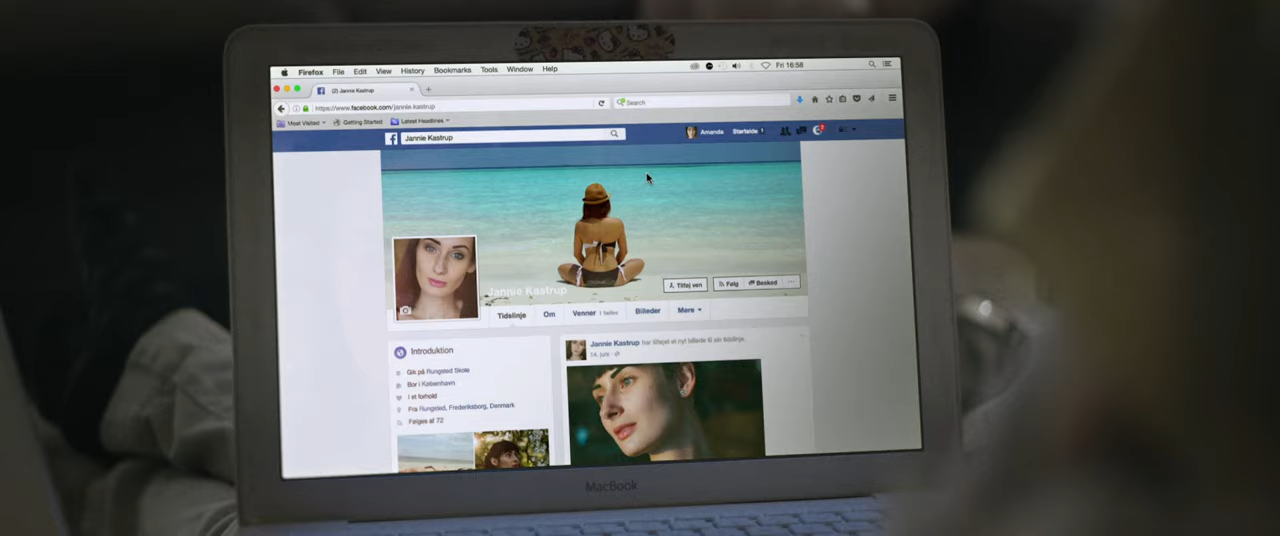 Firefox File Edit View History Bookmarks Tools Window Help Fri 16:58
(2) Jannie Kastrup
https://www.facebook.com/jannie.kastrup Search
Most Visited Getting Started Latest Headlines
Jannie Kastrup Amanda Startside
Jannie Kastrup Tilføj ven Følg Besked
Tidslinje Om Venner Billeder Mere
Introduktion
Gik på Rungsted Skole
Bor i København
I et forhold
Fra Rungsted, Frederiksborg, Denmark
Følges af 72
Jannie Kastrup har tilføjet et nyt billede til sin tidslinje.
14. juni
MacBook